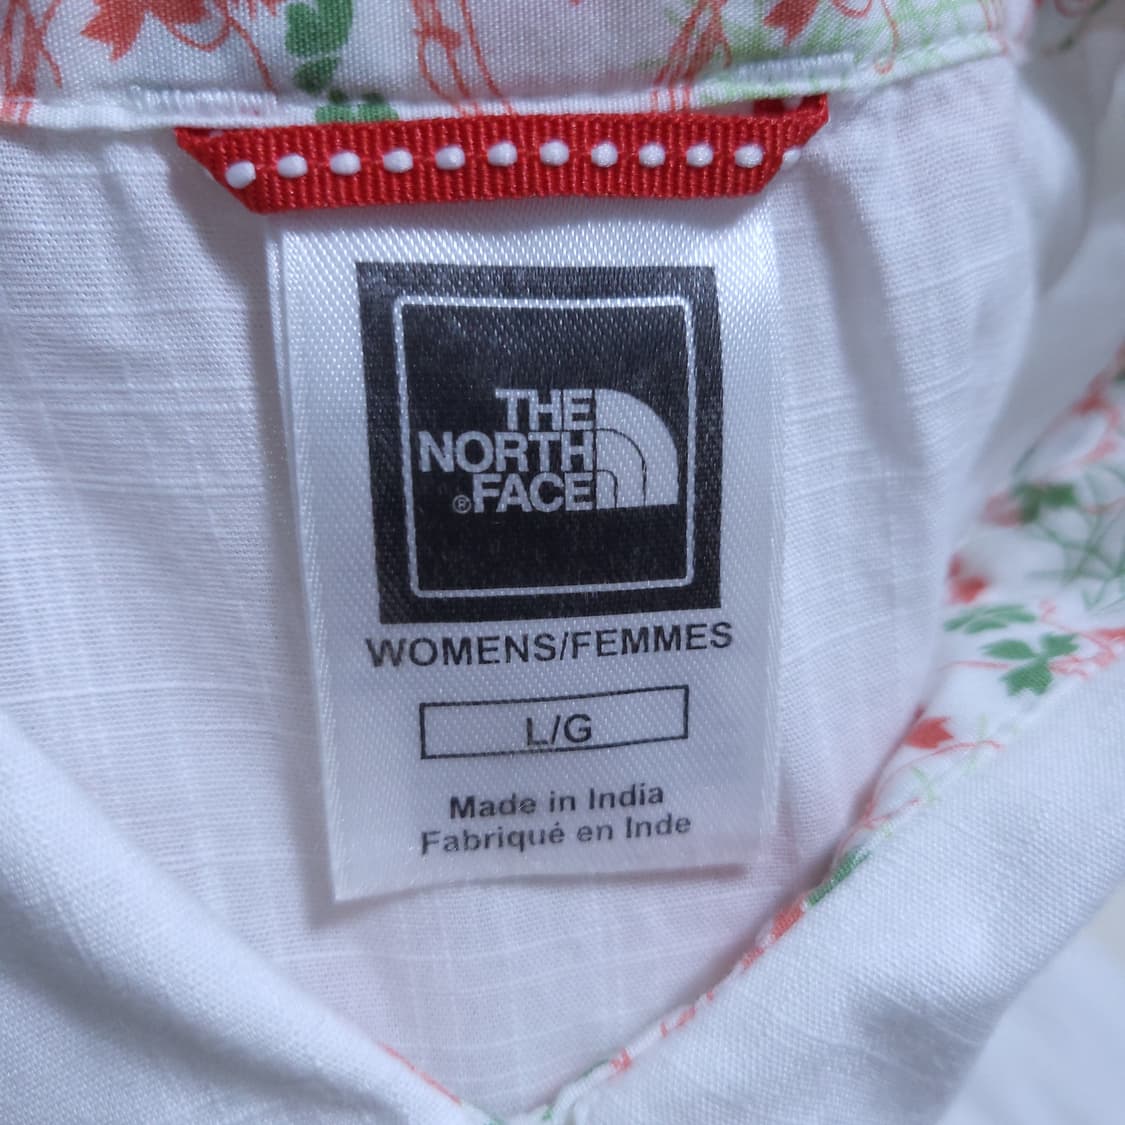 THE
NORTH
®FACE
WOMENS/FEMMES
L/G
Made in India
Fabriqué en Inde